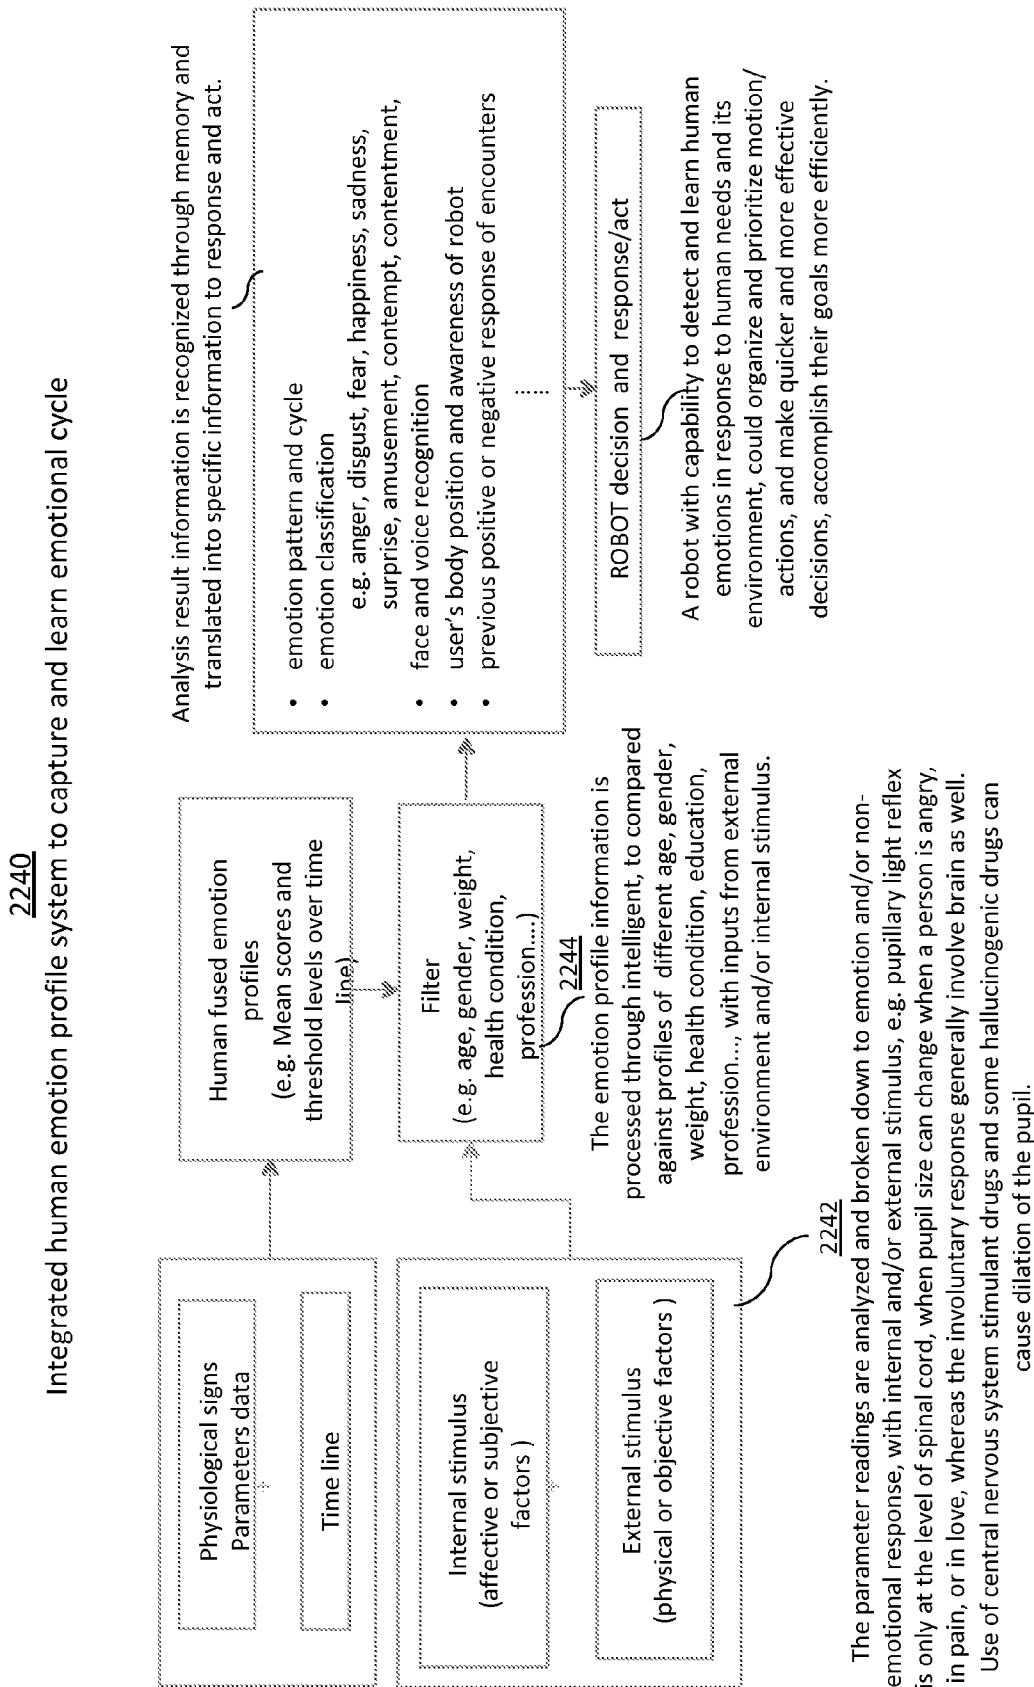 2240
Integrated human emotion profile system to capture and learn emotional cycle
Physiological signs
Parameters data
+
Time line
Internal stimulus
(affective or subjective
factors )
+
External stimulus
(physical or objective factors )
2242
The parameter readings are analyzed and broken down to emotion and/or non-
emotional response, with internal and/or external stimulus, e.g. pupillary light reflex
is only at the level of spinal cord, when pupil size can change when a person is angry,
in pain, or in love, whereas the involuntary response generally involve brain as well.
Use of central nervous system stimulant drugs and some hallucinogenic drugs can
cause dilation of the pupil.
Human fused emotion
profiles
(e.g. Mean scores and
threshold levels over time
line)
Filter
(e.g. age, gender, weight,
health condition,
profession....)
2244
The emotion profile information is
processed through intelligent, to compared
against profiles of different age, gender,
weight, health condition, education,
profession..., with inputs from external
environment and/or internal stimulus.
Analysis result information is recognized through memory and
translated into specific information to response and act.
• emotion pattern and cycle
• emotion classification
e.g. anger, disgust, fear, happiness, sadness,
surprise, amusement, contempt, contentment,
• face and voice recognition
• user's body position and awareness of robot
• previous positive or negative response of encounters
......
ROBOT decision and response/act
A robot with capability to detect and learn human
emotions in response to human needs and its
environment, could organize and prioritize motion/
actions, and make quicker and more effective
decisions, accomplish their goals more efficiently.